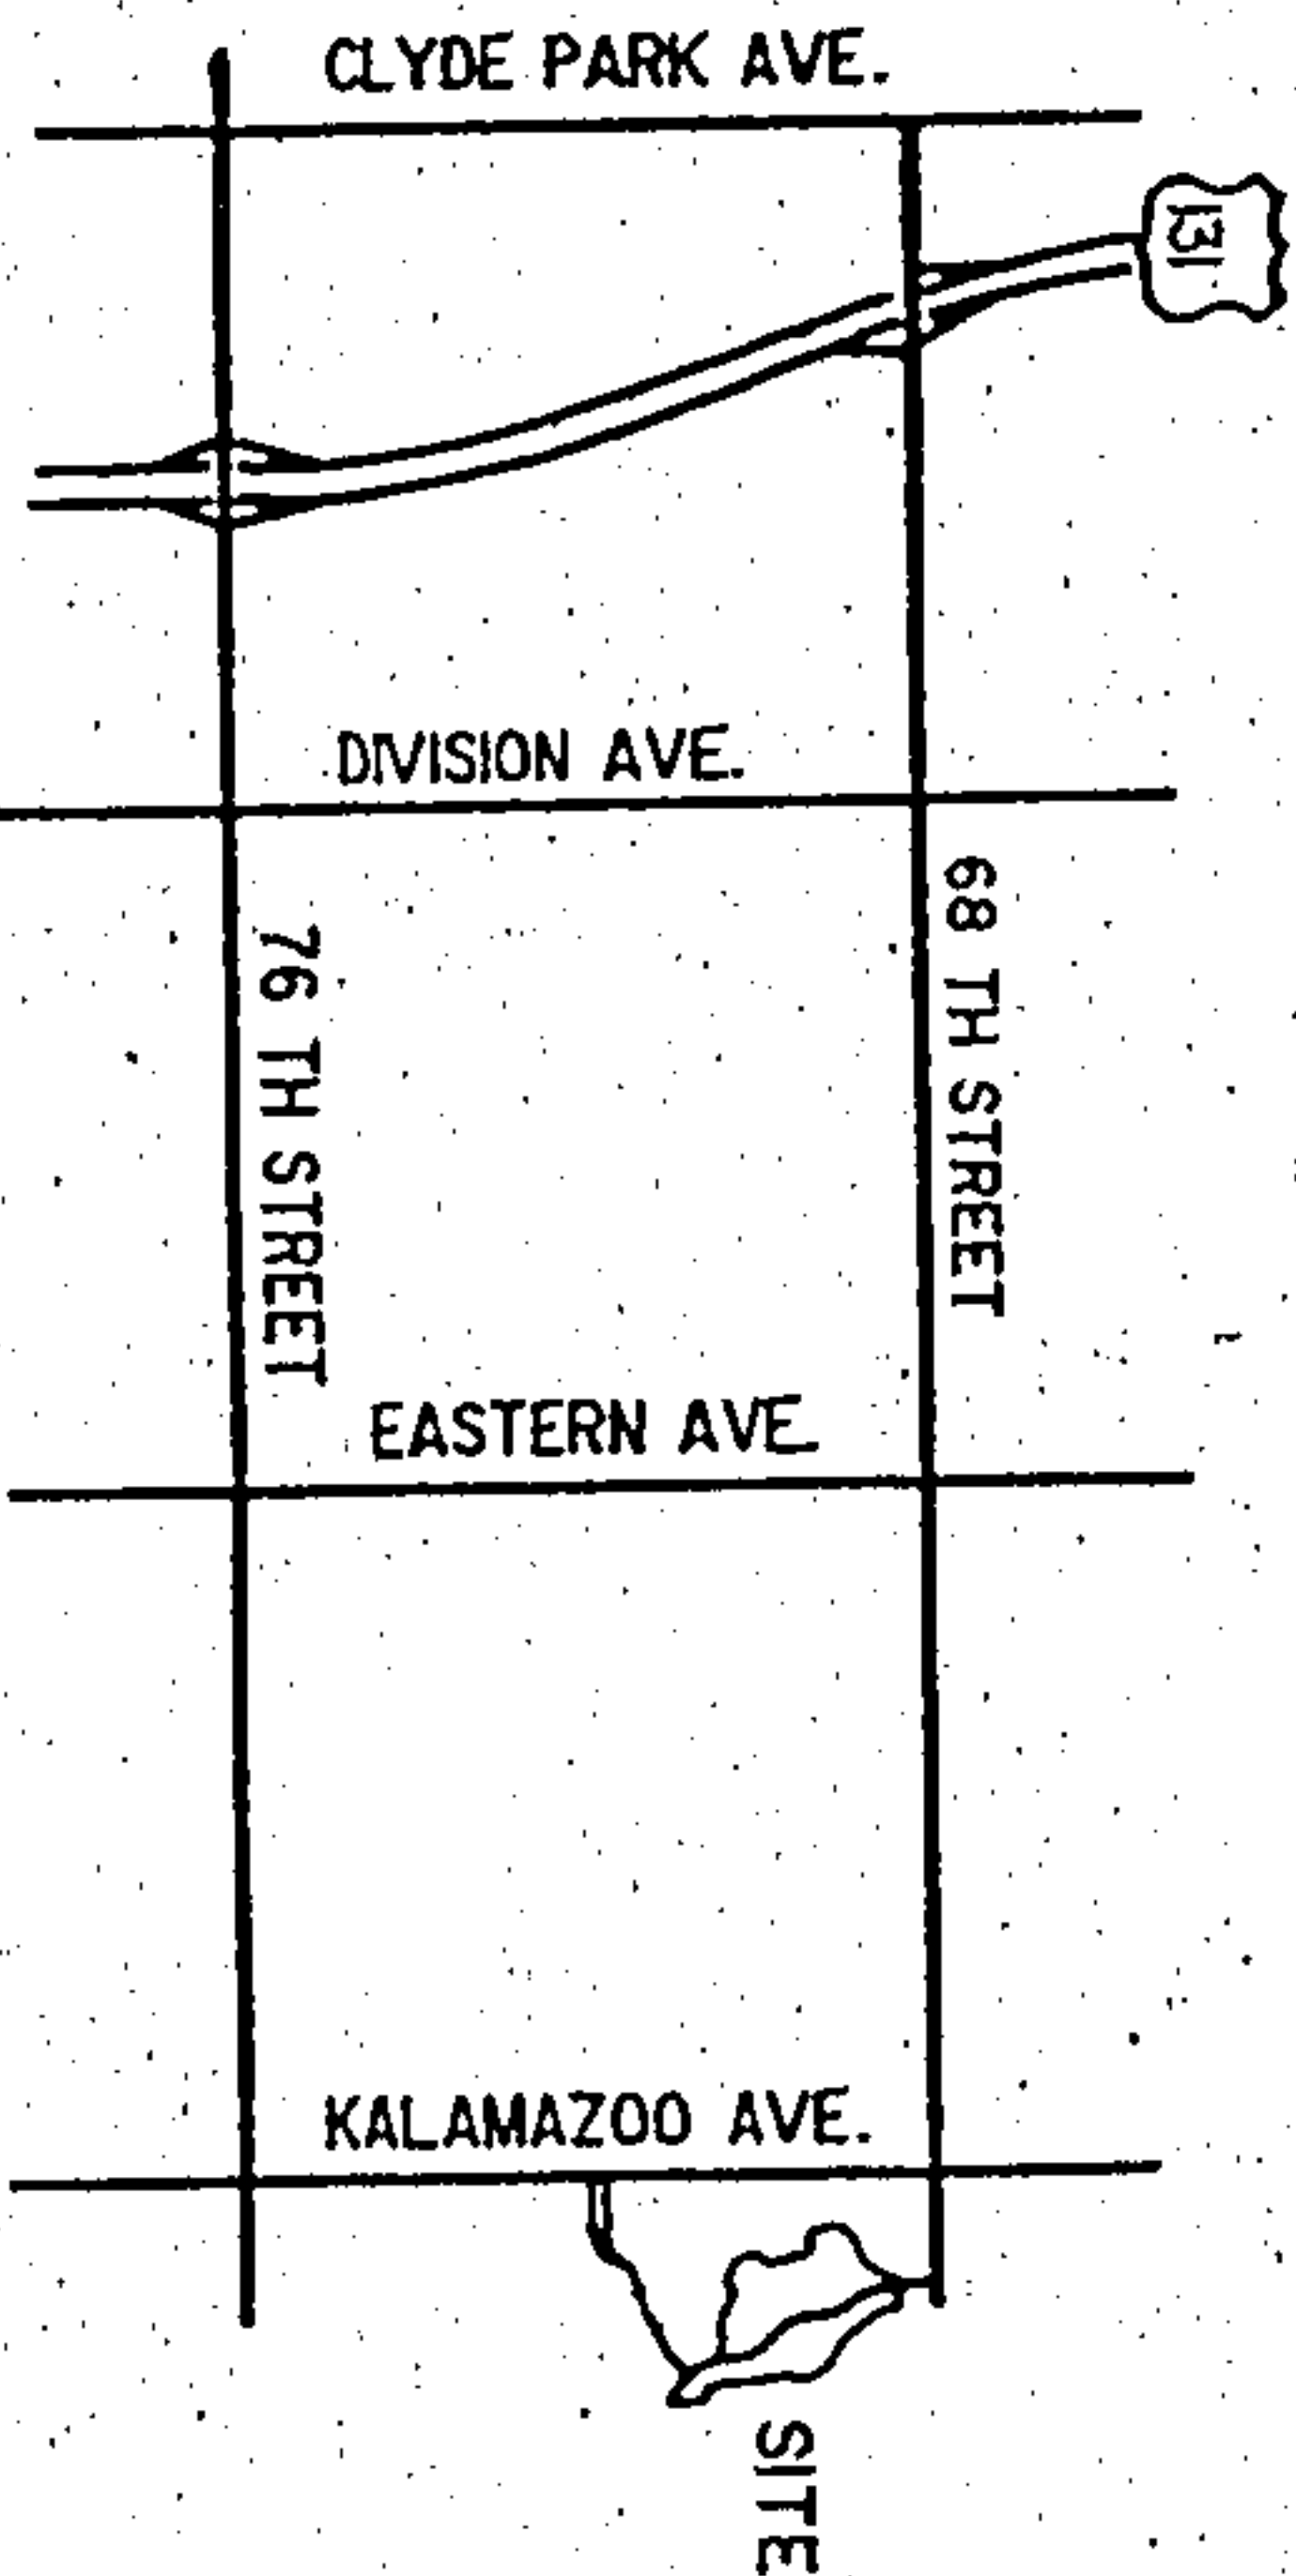 CLYDE PARK AVE.
131
DIVISION AVE.
68 TH STREET
76 TH STREET
EASTERN AVE.
KALAMAZOO AVE.
SITE